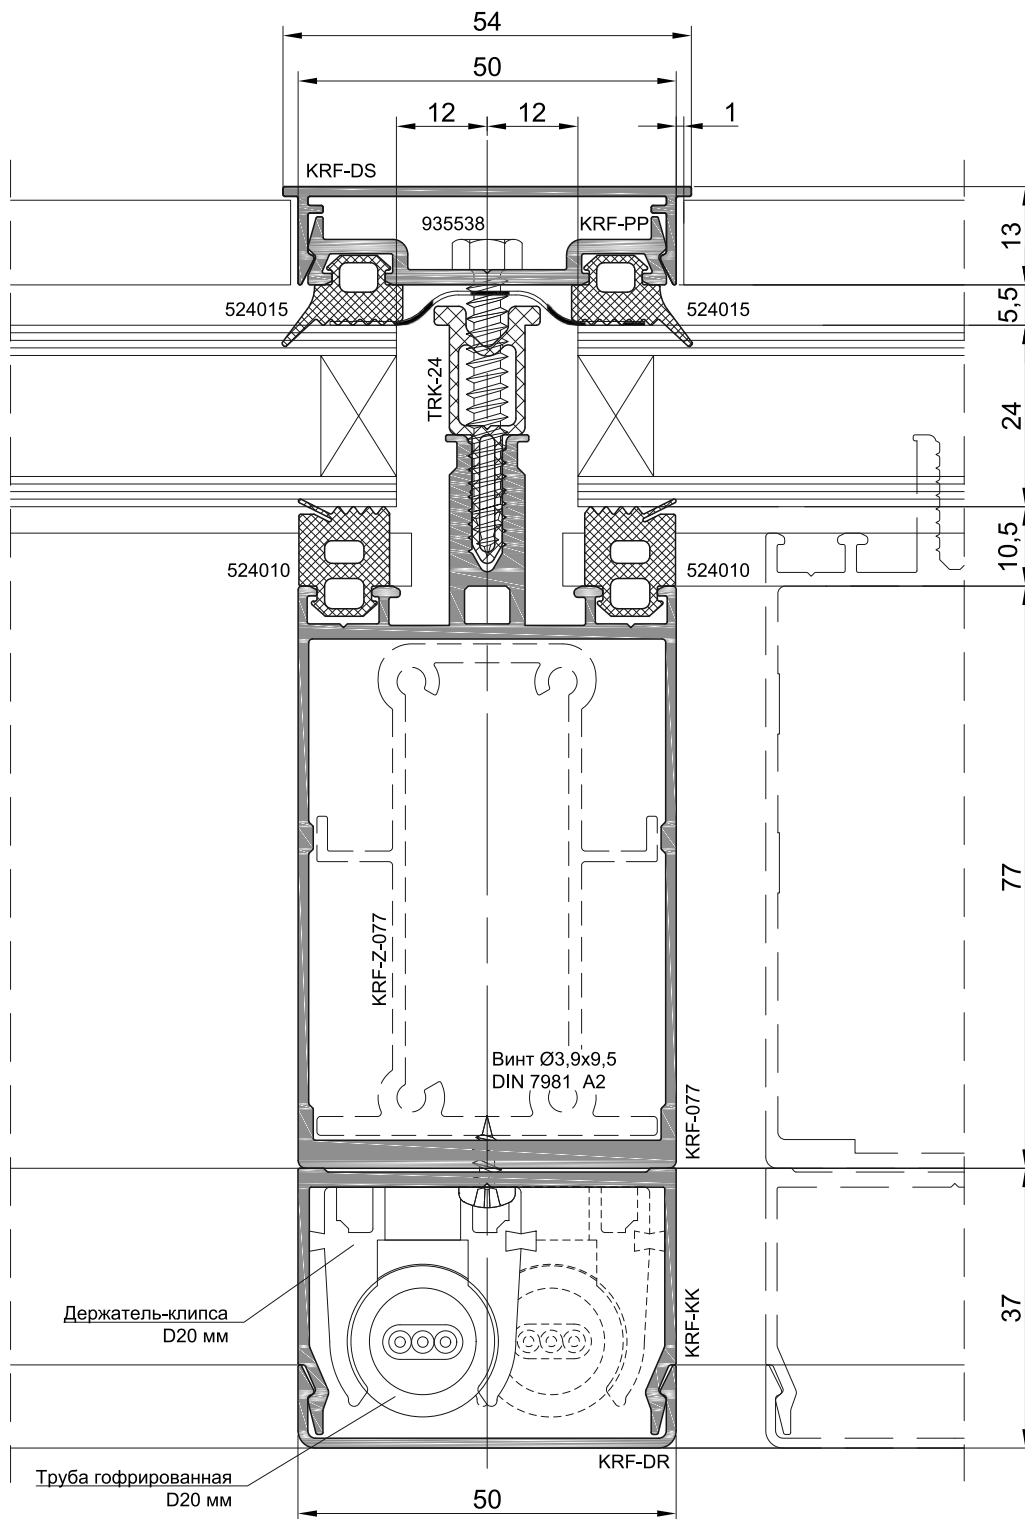 54
50
12
12
1
KRF-DS
935538
KRF-PP
13
524015
524015
5,5
TRK-24
24
524010
524010
10,5
77
KRF-Z-077
Винт Ø3,9x9,5
DIN 7981 A2
KRF-077
Держатель-клипса
D20 мм
KRF-KK
37
KRF-DR
Труба гофрированная
D20 мм
50